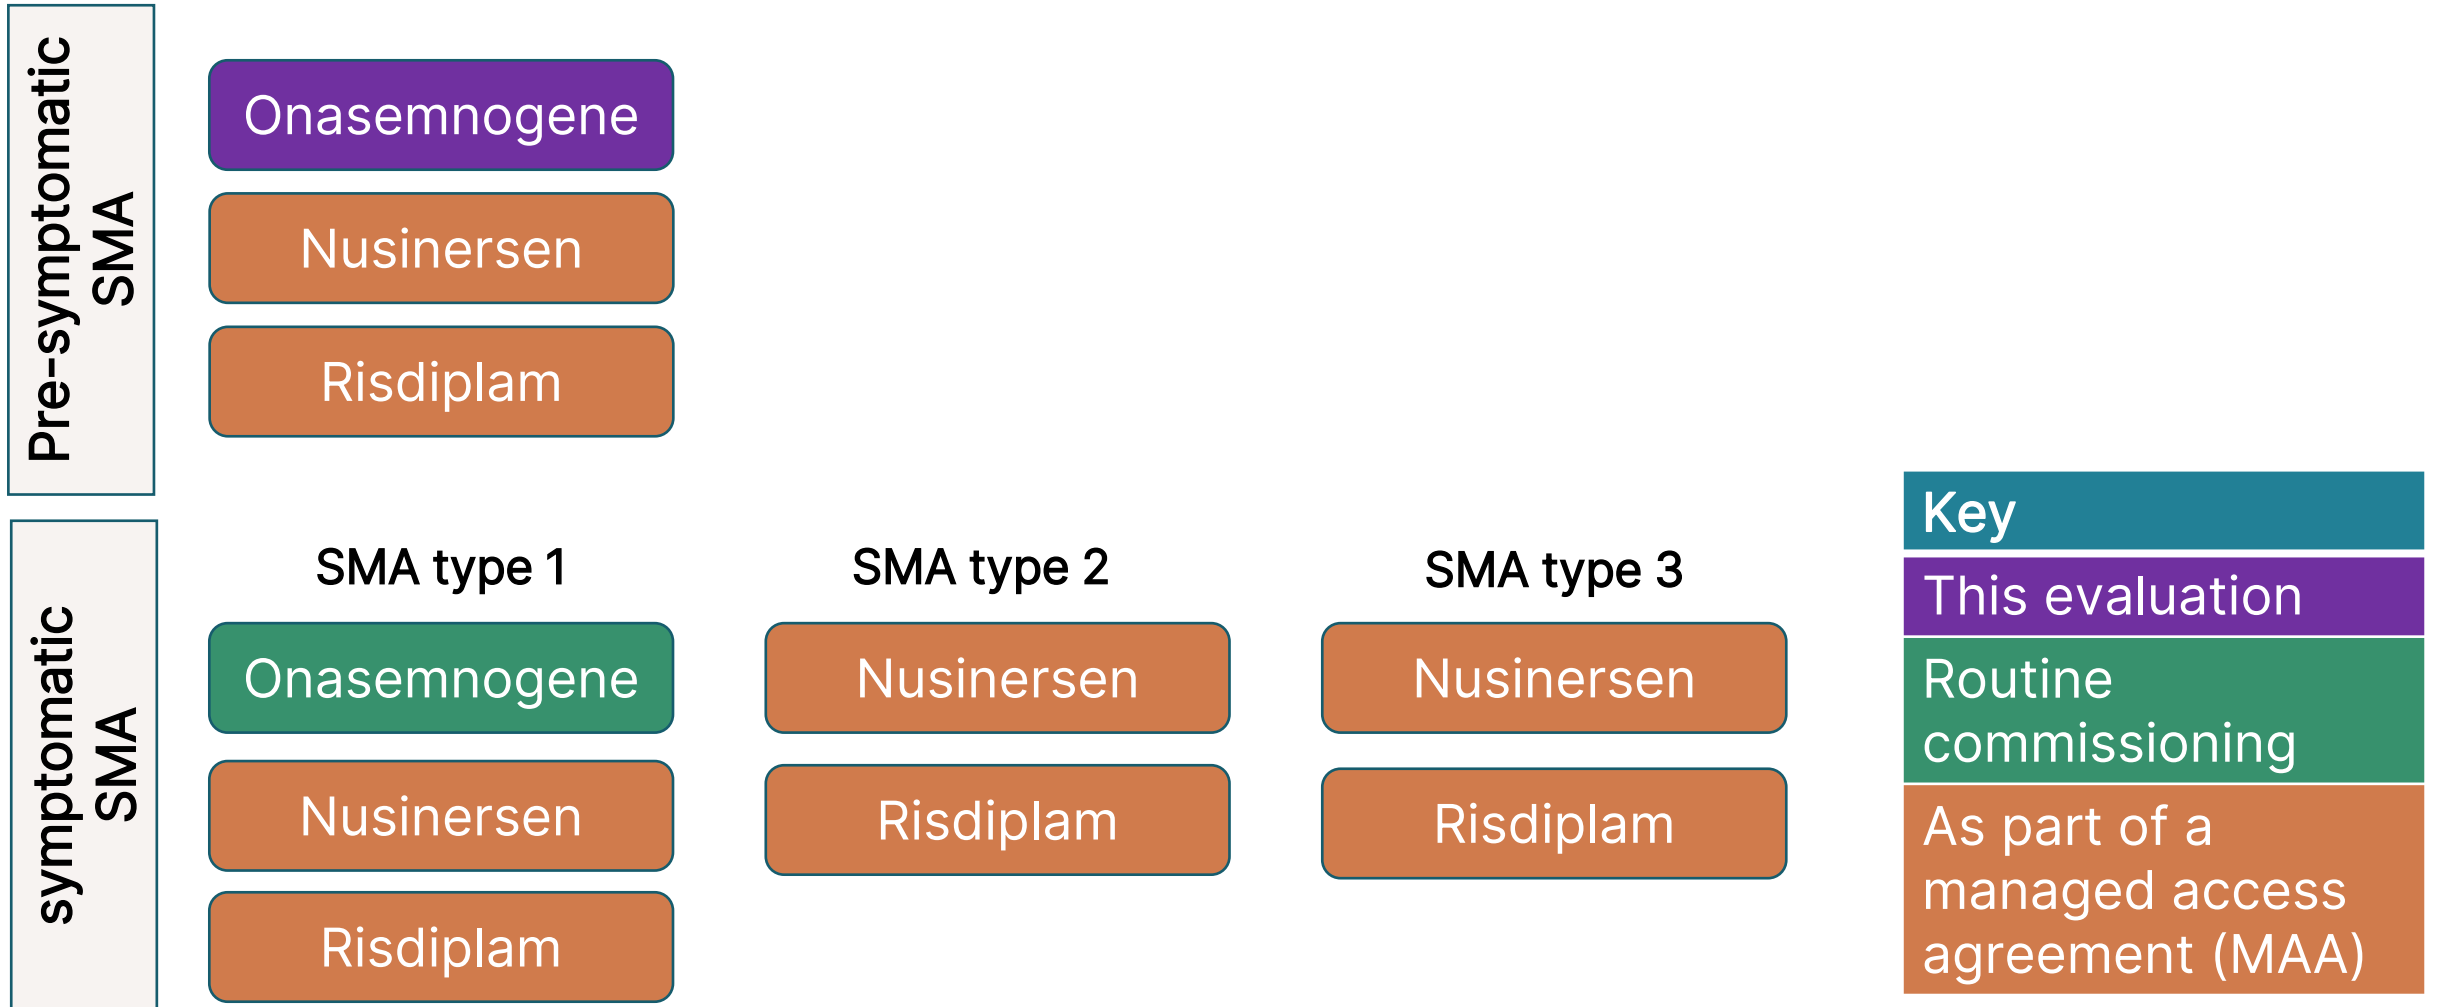 Pre-symptomatic
SMA
Onasemnogene
Nusinersen
Risdiplam
symptomatic
SMA
SMA type 1
Onasemnogene
Nusinersen
Risdiplam
SMA type 2
Nusinersen
Risdiplam
SMA type 3
Nusinersen
Risdiplam
Key
This evaluation
Routine
commissioning
As part of a
managed access
agreement (MAA)